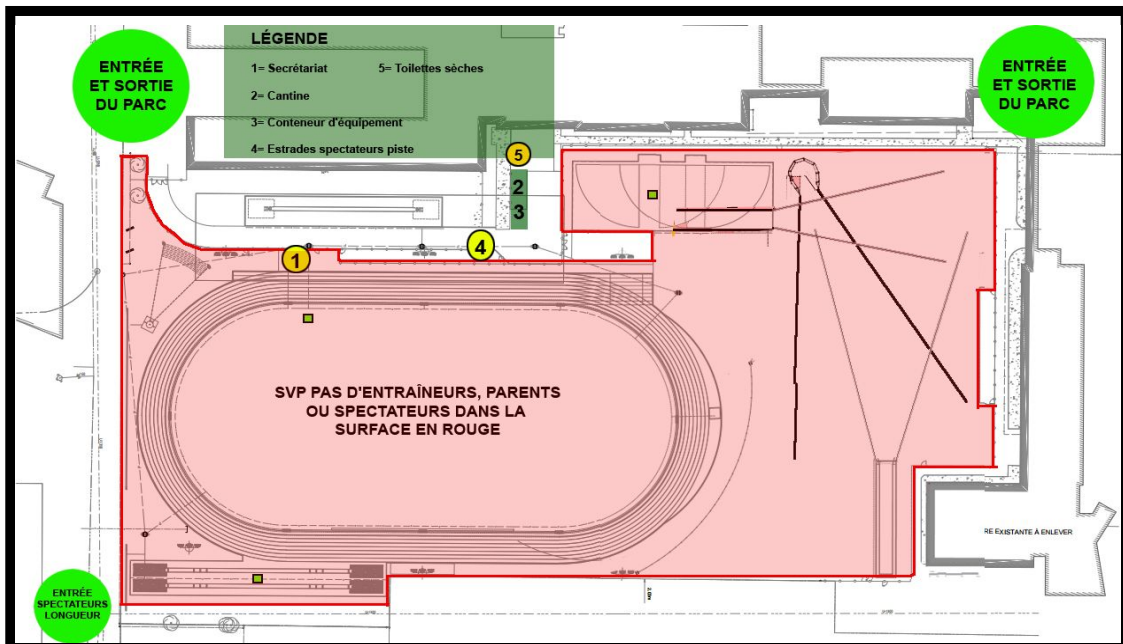 ENTRÉE
ET SORTIE
DU PARC
LÉGENDE
1= Secrétariat 5= Toilettes sèches
2= Cantine
3= Conteneur d'équipement
4= Estrades spectateurs piste
ENTRÉE
ET SORTIE
DU PARC
5
2
3
4
1
SVP PAS D'ENTRAÎNEURS, PARENTS
OU SPECTATEURS DANS LA
SURFACE EN ROUGE
RE EXISTANTE À ENLEVER
ENTRÉE
SPECTATEURS
LONGUEUR